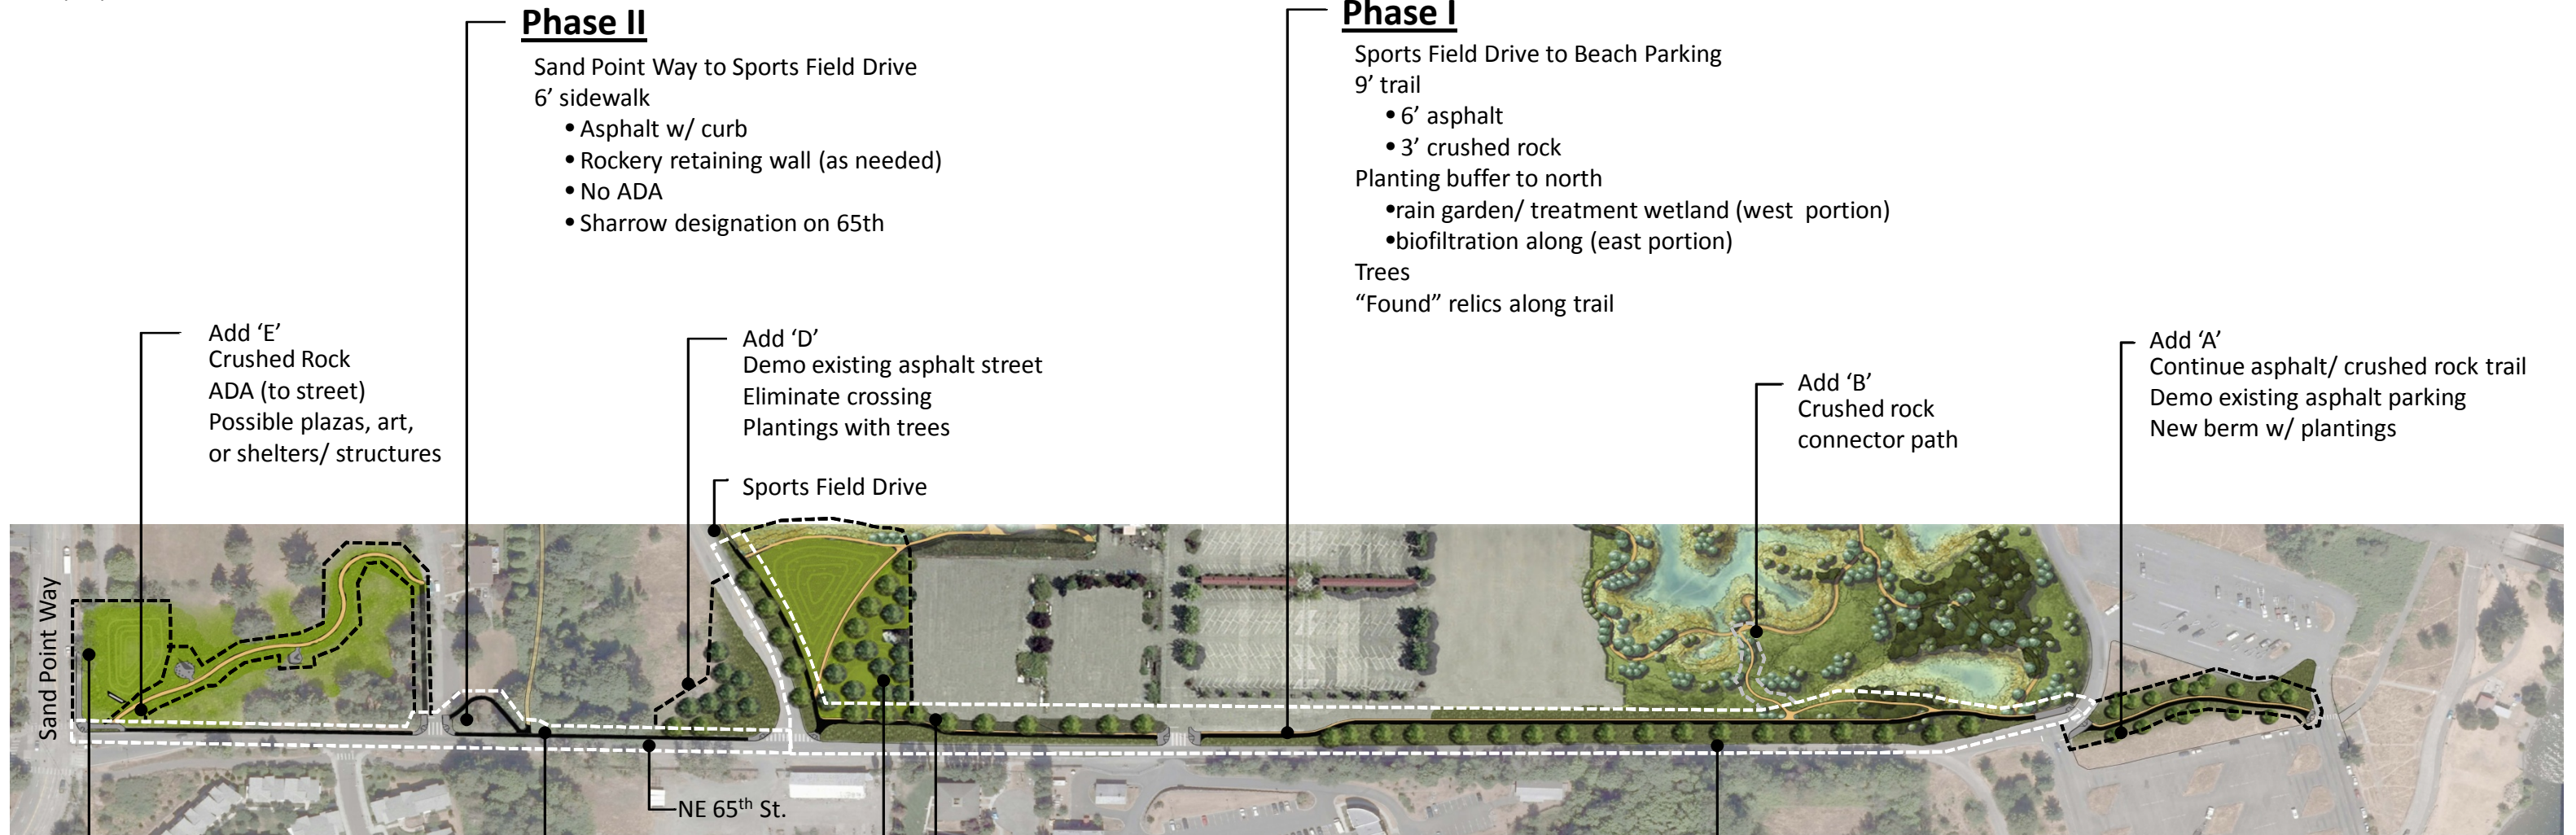 Phase II
Sand Point Way to Sports Field Drive
6’ sidewalk
• Asphalt w/ curb
• Rockery retaining wall (as needed)
• No ADA
• Sharrow designation on 65th
Phase I
Sports Field Drive to Beach Parking
9’ trail
• 6’ asphalt
• 3’ crushed rock
Planting buffer to north
•rain garden/ treatment wetland (west portion)
•biofiltration along (east portion)
Trees
“Found” relics along trail
Add ‘E’
Crushed Rock
ADA (to street)
Possible plazas, art,
or shelters/ structures
Add ‘D’
Demo existing asphalt street
Eliminate crossing
Plantings with trees
Sports Field Drive
Add ‘B’
Crushed rock
connector path
Add ‘A’
Continue asphalt/ crushed rock trail
Demo existing asphalt parking
New berm w/ plantings
Sand Point Way
NE 65th St.